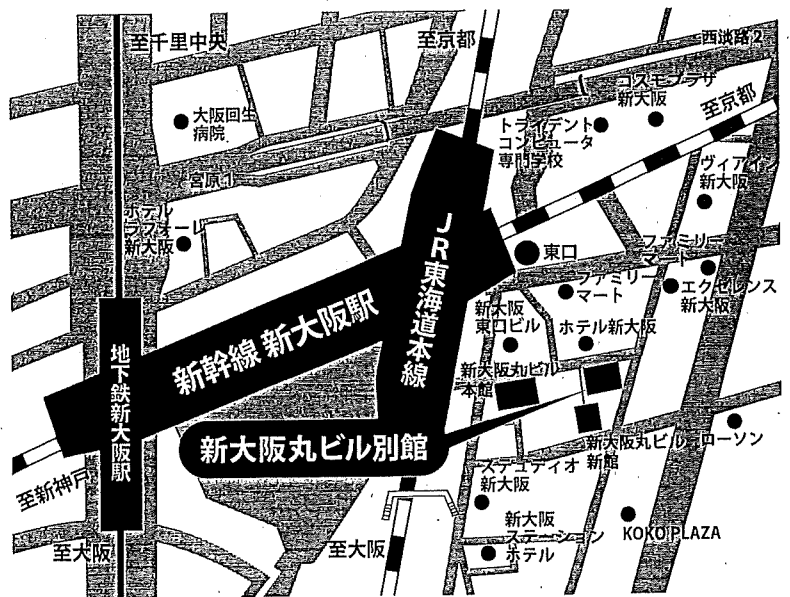 至千里中央
至京都
西淡路2
コスモプラザ
新大阪
至京都
大阪回生
病院
トライデント
コンピュータ
専門学校
宮原1
ヴィアイン
新大阪
ホテル
ラフォーレ
新大阪
JR東海道本線
東口
ファミリー
マート
ファミリー
マート
エクセレンス
新大阪
新幹線 新大阪駅
新大阪
東口ビル
ホテル新大阪
地下鉄新大阪駅
新大阪丸ビル
本館
新大阪丸ビル別館
新大阪丸ビル
新館
ローソン
ステュディオ
新大阪
至新神戸
新大阪
ステーション
ホテル
KOKO PLAZA
至大阪
至大阪